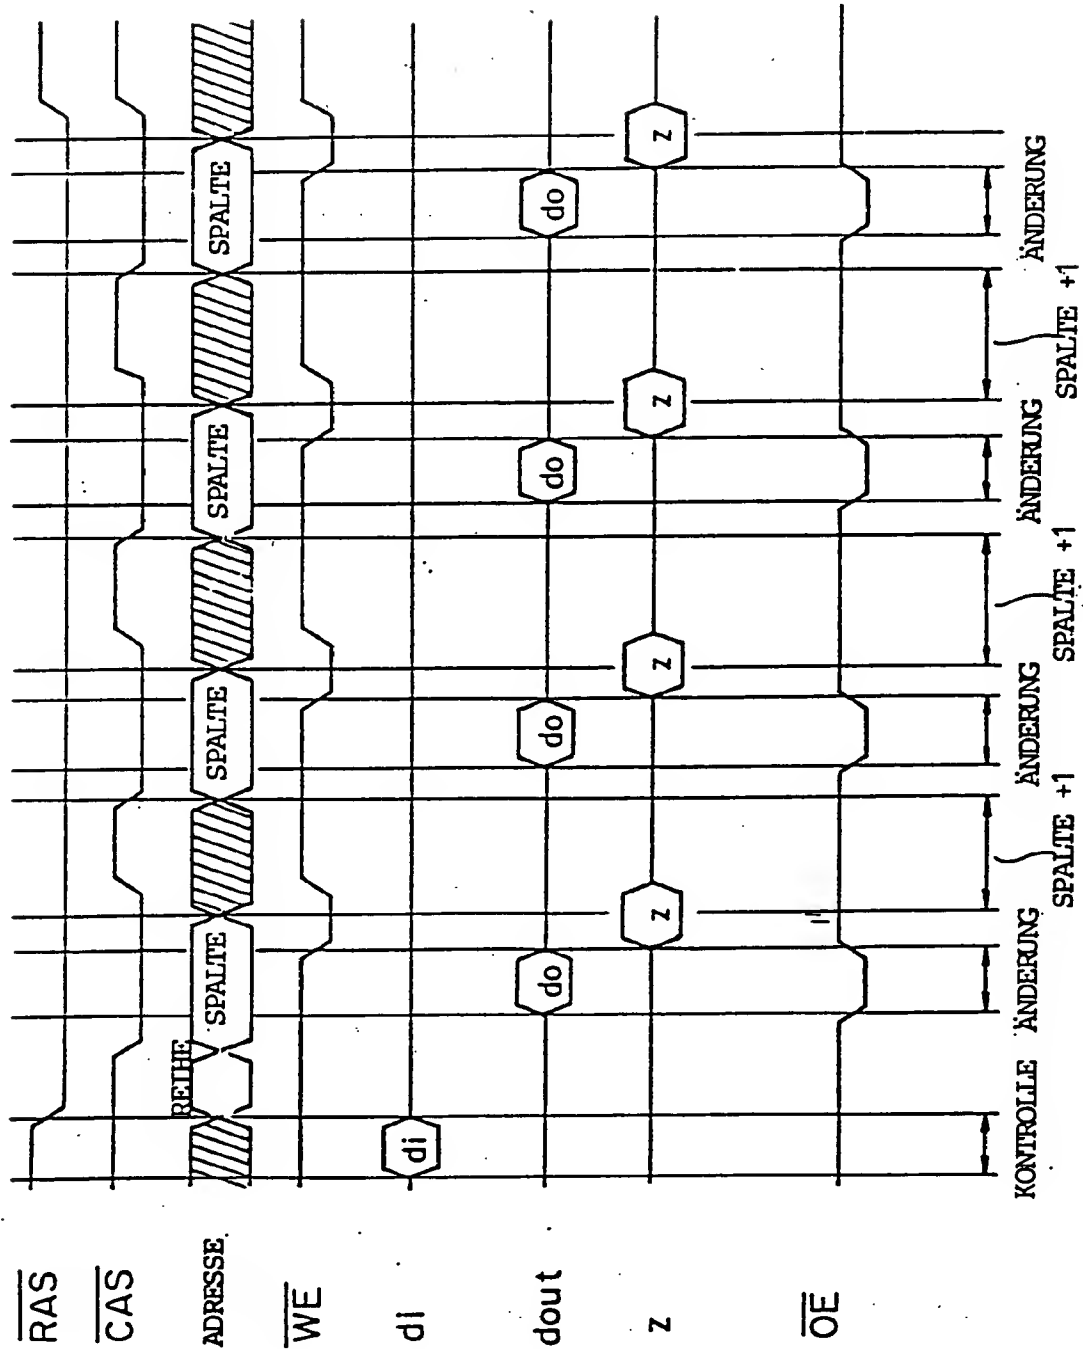 RAS
CAS
ADRESSE
WE
di
dout
z
OE
REIHE
SPALTE
SPALTE
SPALTE
SPALTE
di
do
do
do
do
z
z
z
z
KONTROLLE
ÄNDERUNG
SPALTE +1
ÄNDERUNG
SPALTE +1
ÄNDERUNG
SPALTE +1
ÄNDERUNG